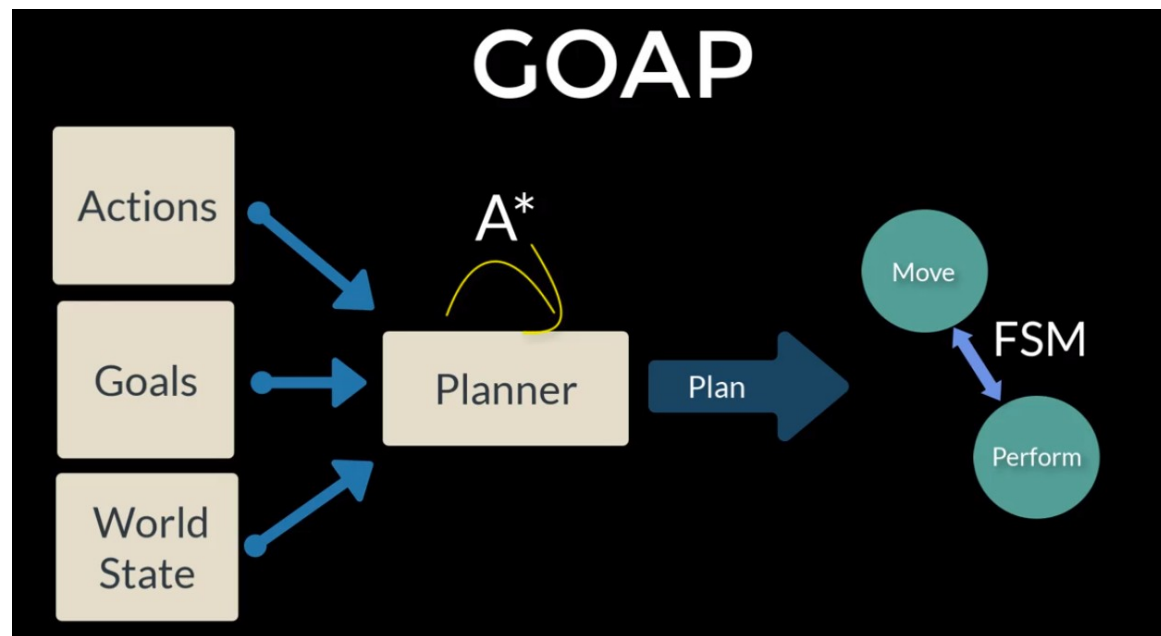 GOAP
Actions
Goals
World
State
A*
Planner
Plan
Move
FSM
Perform